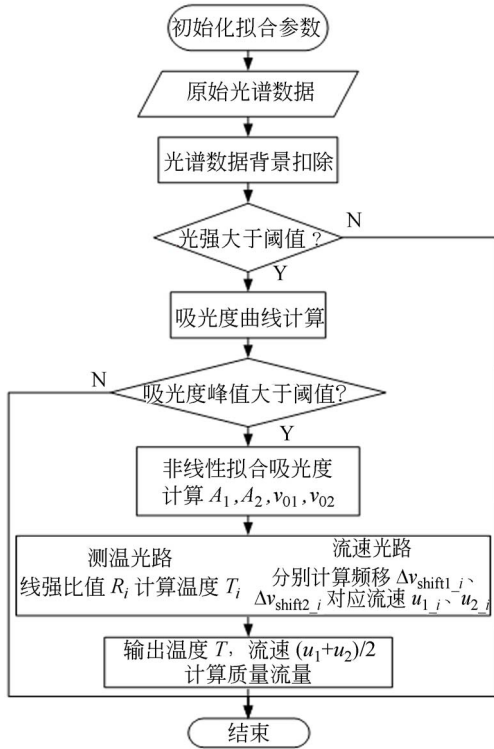 初始化拟合参数
原始光谱数据
光谱数据背景扣除
光强大于阈值？
N
Y
吸光度曲线计算
N
吸光度峰值大于阈值?
Y
非线性拟合吸光度
计算 A₁,A₂,v₀₁,v₀₂
测温光路
线强比值 Rᵢ 计算温度 Tᵢ
流速光路
分别计算频移 Δv_shift1_i、
Δv_shift2_i 对应流速 u_1_i、u_2_i
输出温度 T，流速 (u₁+u₂)/2
计算质量流量
结束